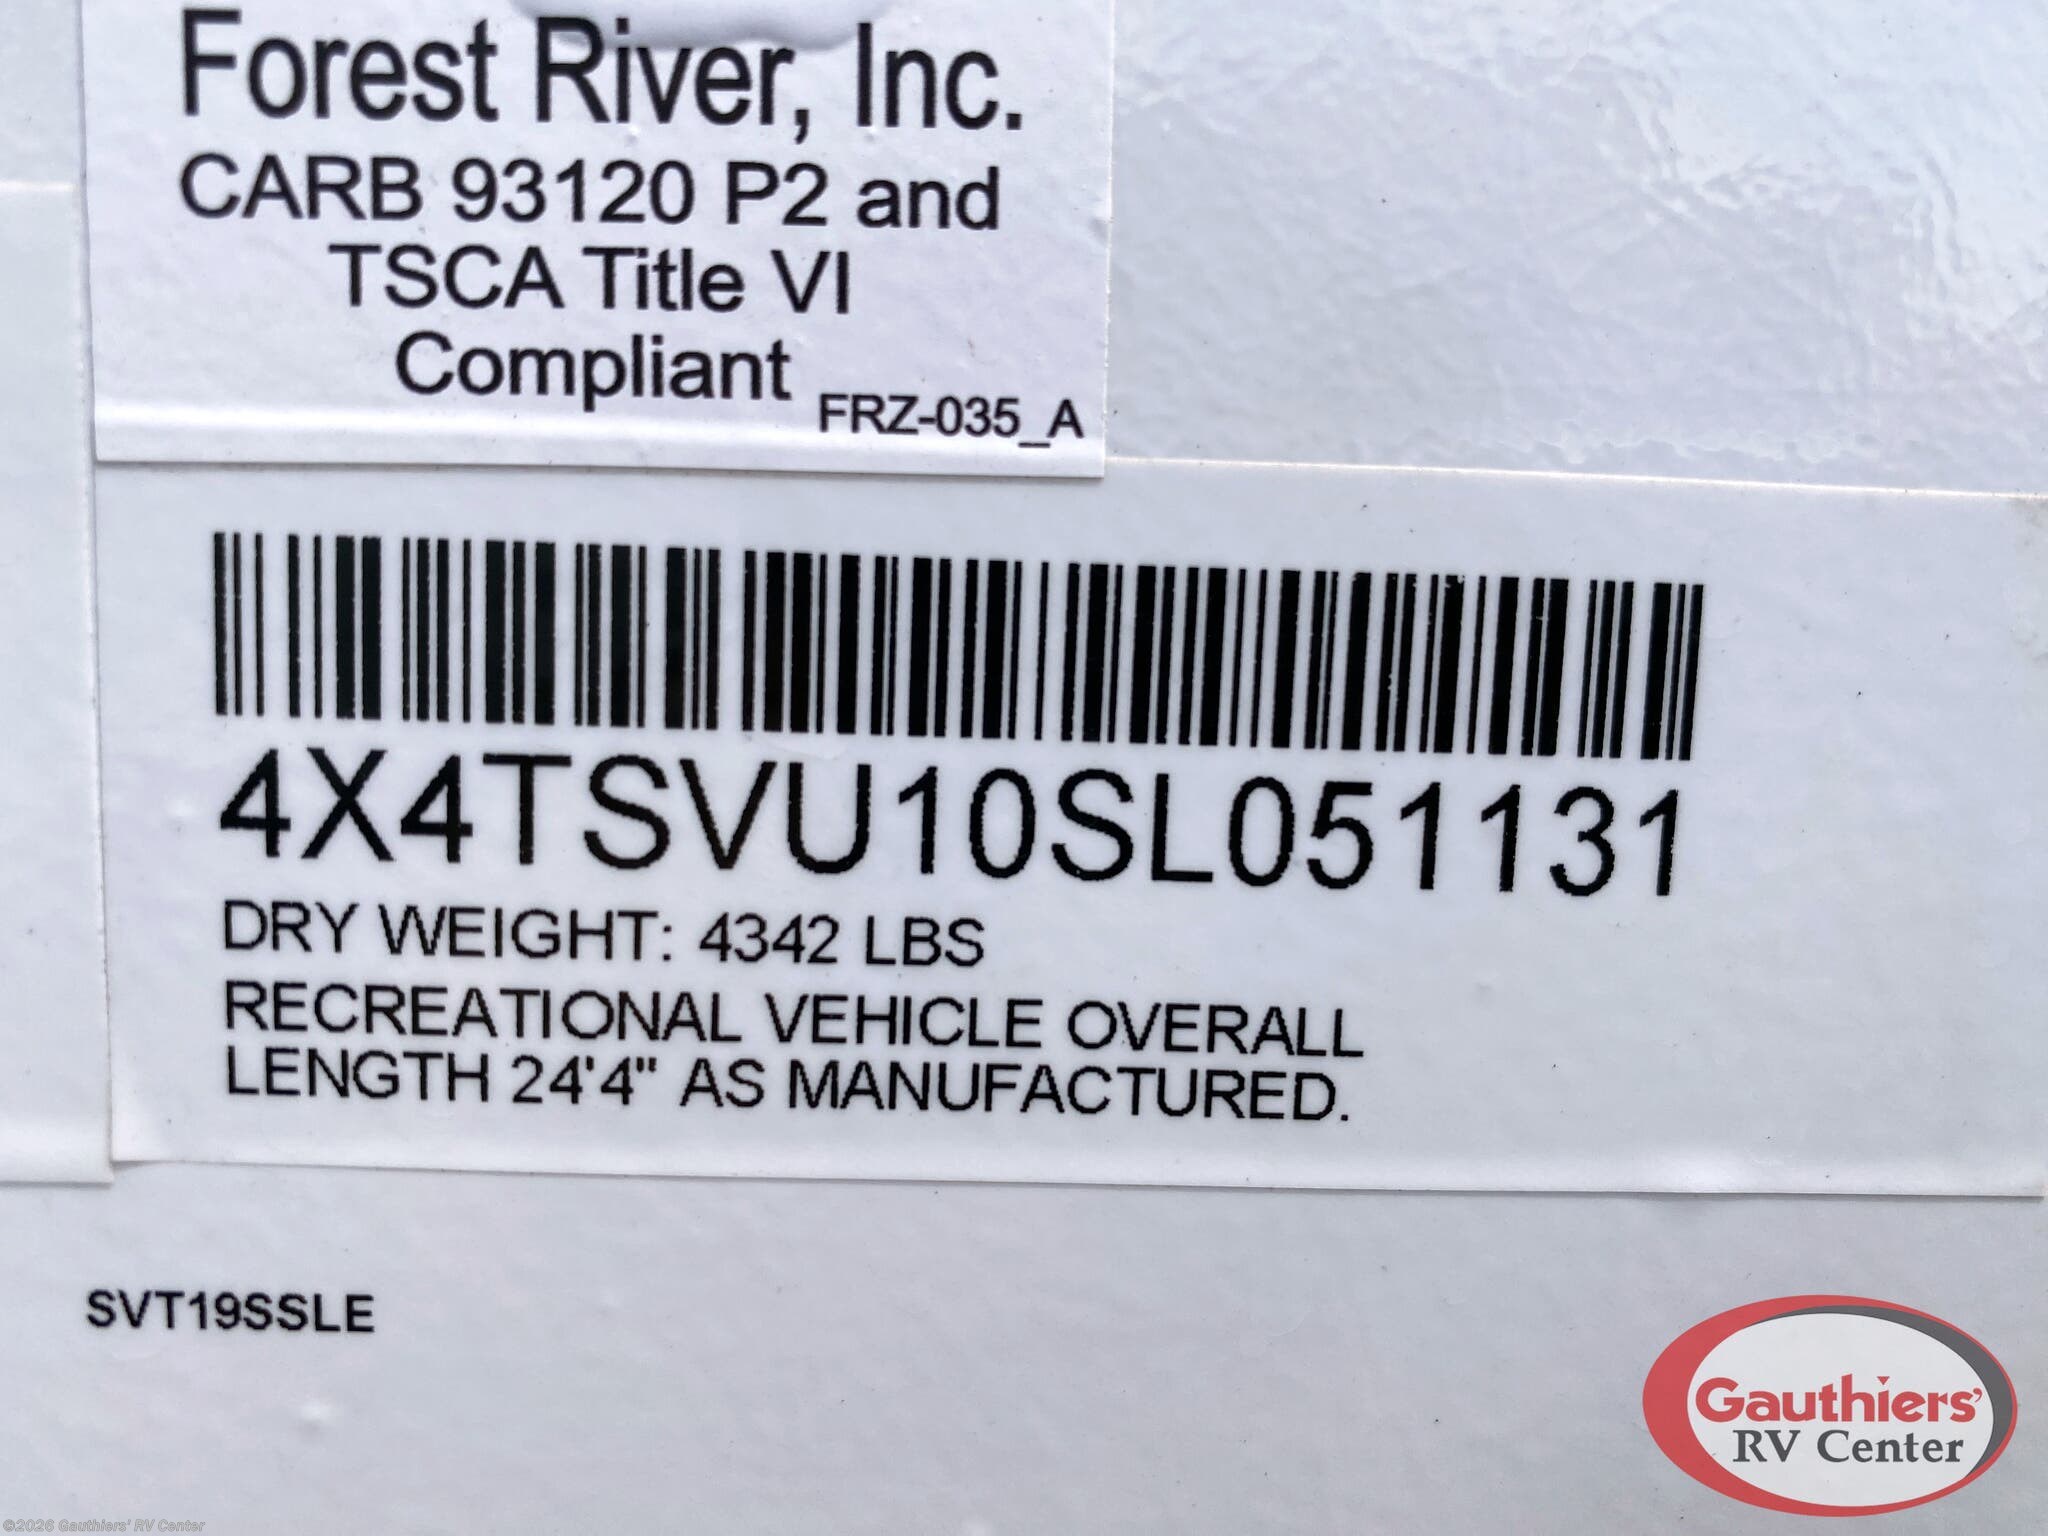 Forest River, Inc.
CARB 93120 P2 and
TSCA Title VI
Compliant
FRZ-035_A
4X4TSVU10SL051131
DRY WEIGHT: 4342 LBS
RECREATIONAL VEHICLE OVERALL
LENGTH 24'4" AS MANUFACTURED.
SVT19SSLE
Gauthiers'
RV Center
©2026 Gauthiers' RV Center